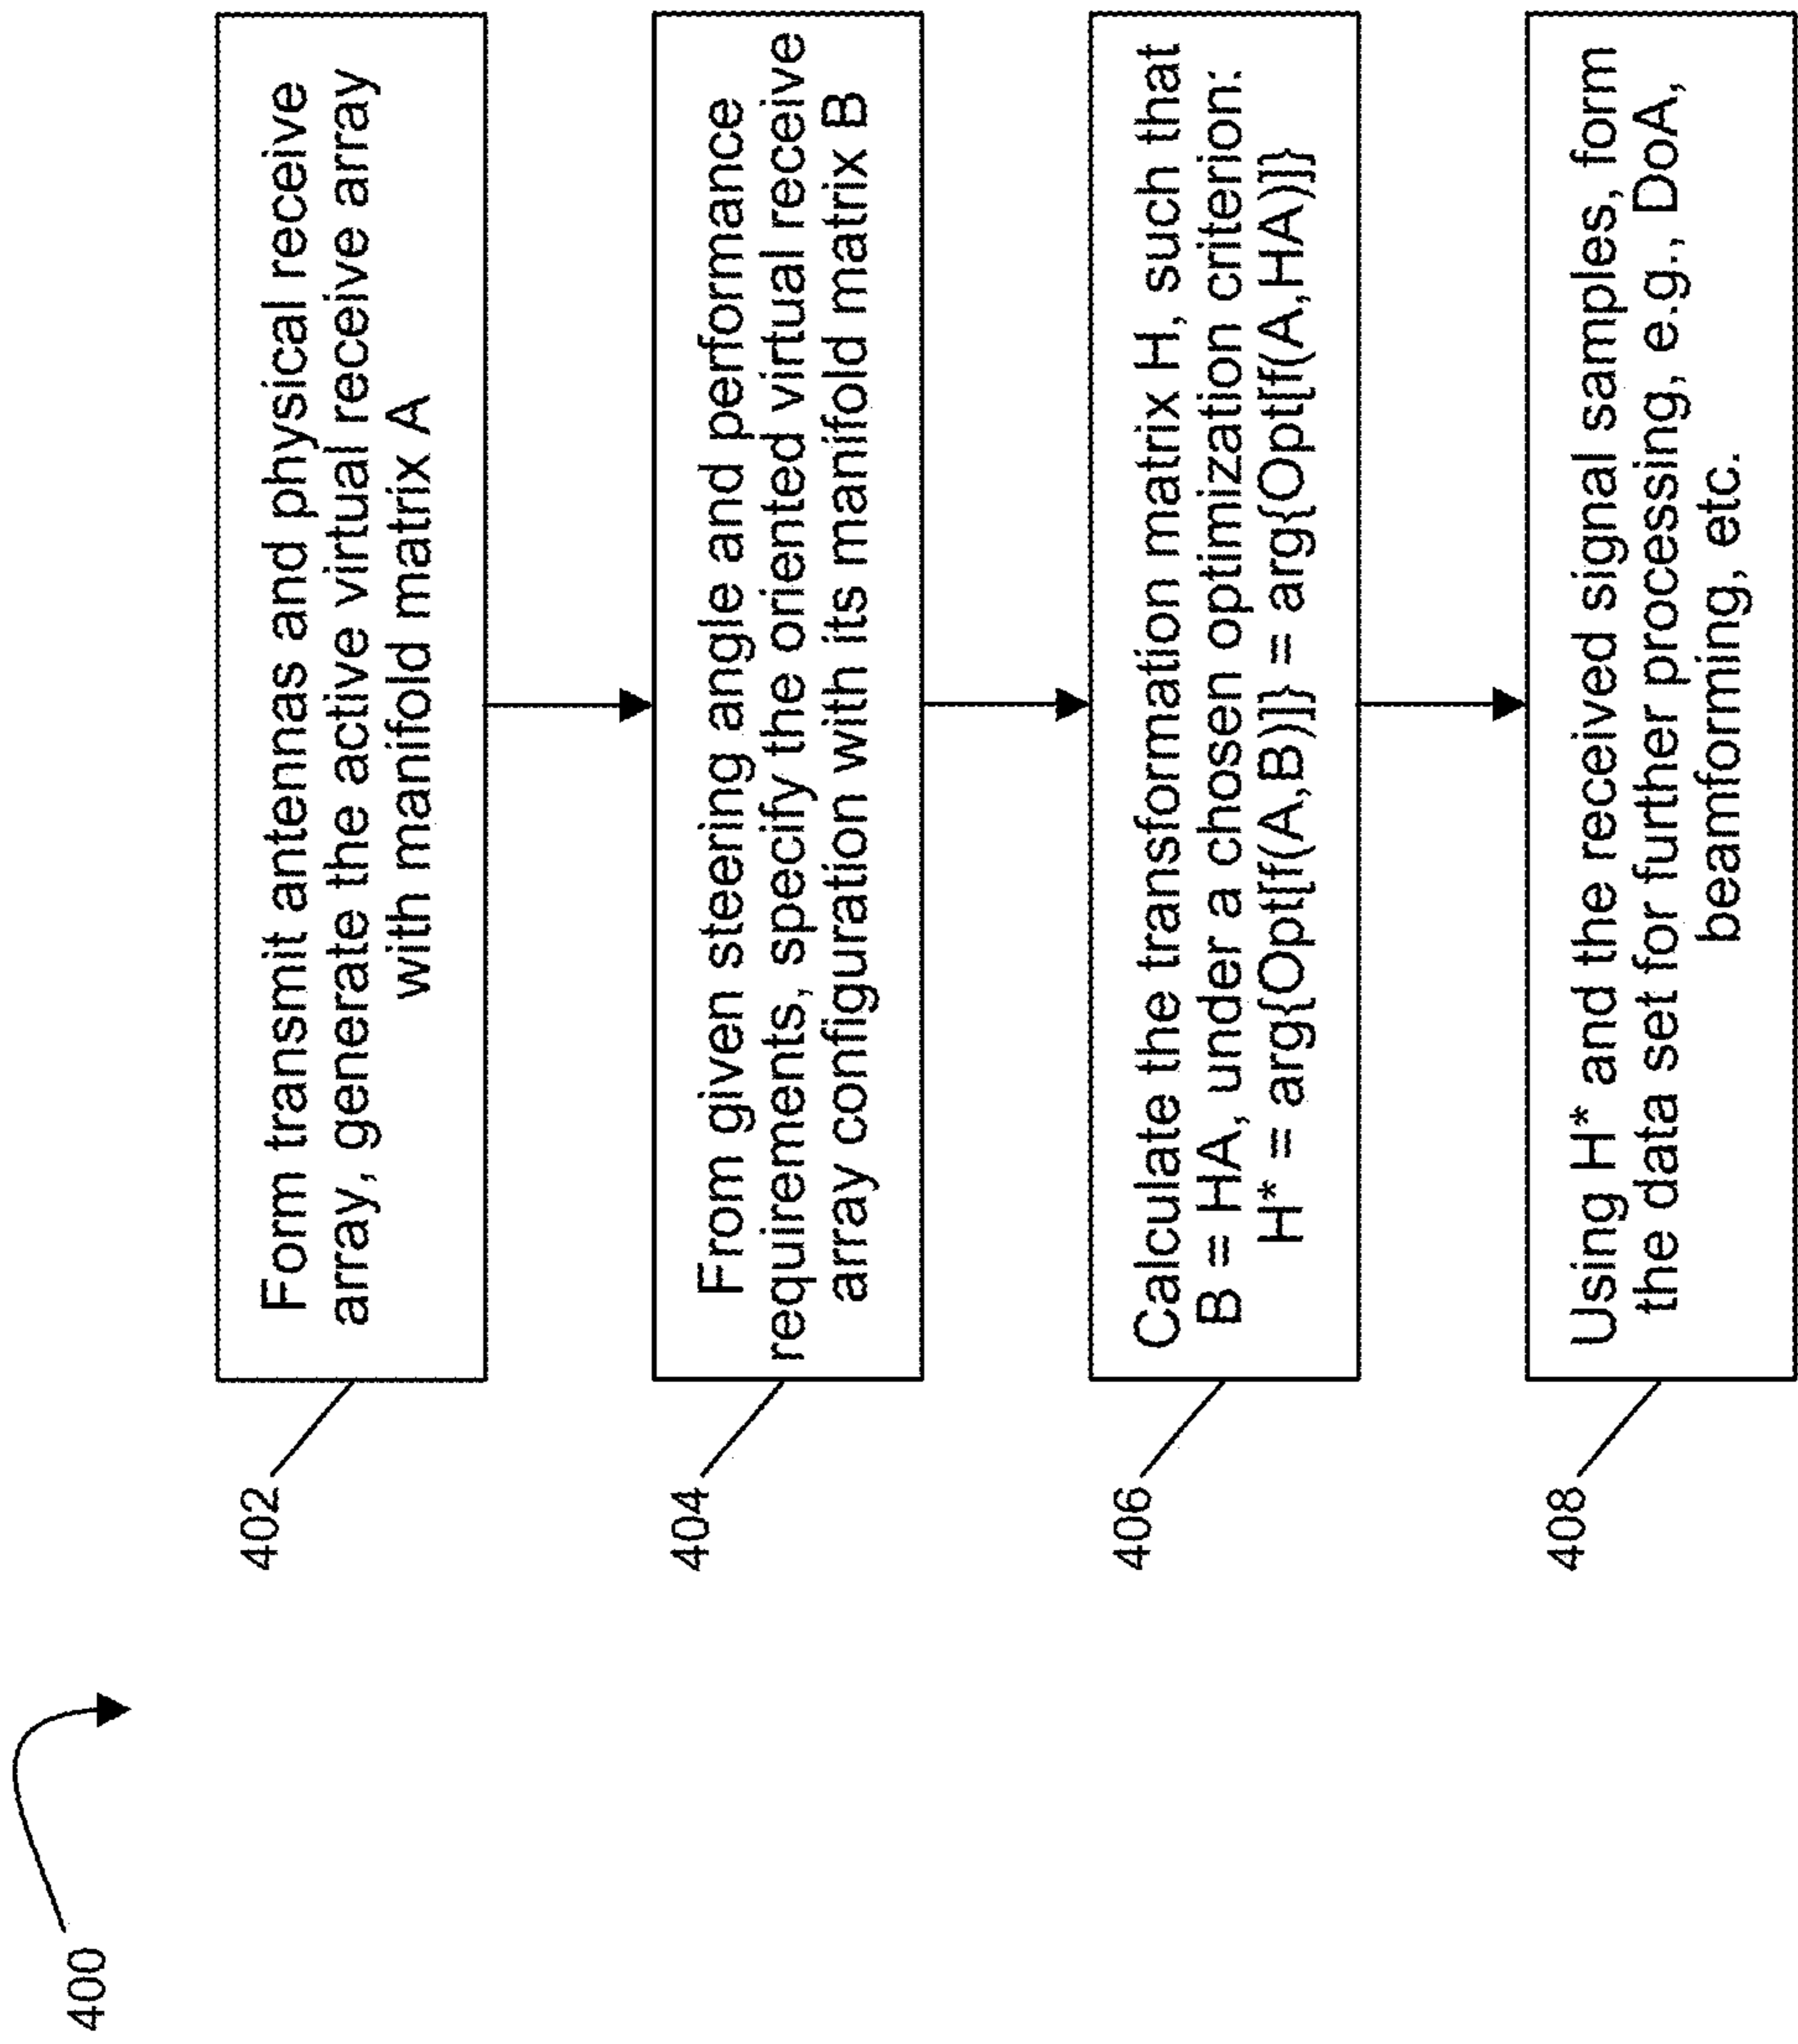 400
402
Form transmit antennas and physical receive
array, generate the active virtual receive array
with manifold matrix A
404
From given steering angle and performance
requirements, specify the oriented virtual receive
array configuration with its manifold matrix B
406
Calculate the transformation matrix H, such that
B = HA, under a chosen optimization criterion:
H* = arg{Opt[f(A,B)]} = arg{Opt[f(A,HA)]}
408
Using H* and the received signal samples, form
the data set for further processing, e.g., DoA,
beamforming, etc.